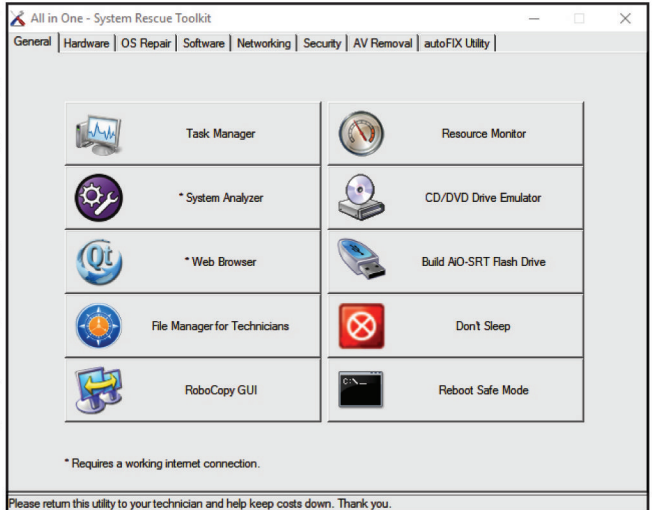 All in One - System Rescue Toolkit
General Hardware OS Repair Software Networking Security AV Removal autoFIX Utility
Task Manager
Resource Monitor
* System Analyzer
CD/DVD Drive Emulator
Qt
* Web Browser
Build AiO-SRT Flash Drive
File Manager for Technicians
Don't Sleep
RoboCopy GUI
C:\_
Reboot Safe Mode
* Requires a working internet connection.
Please return this utility to your technician and help keep costs down. Thank you.